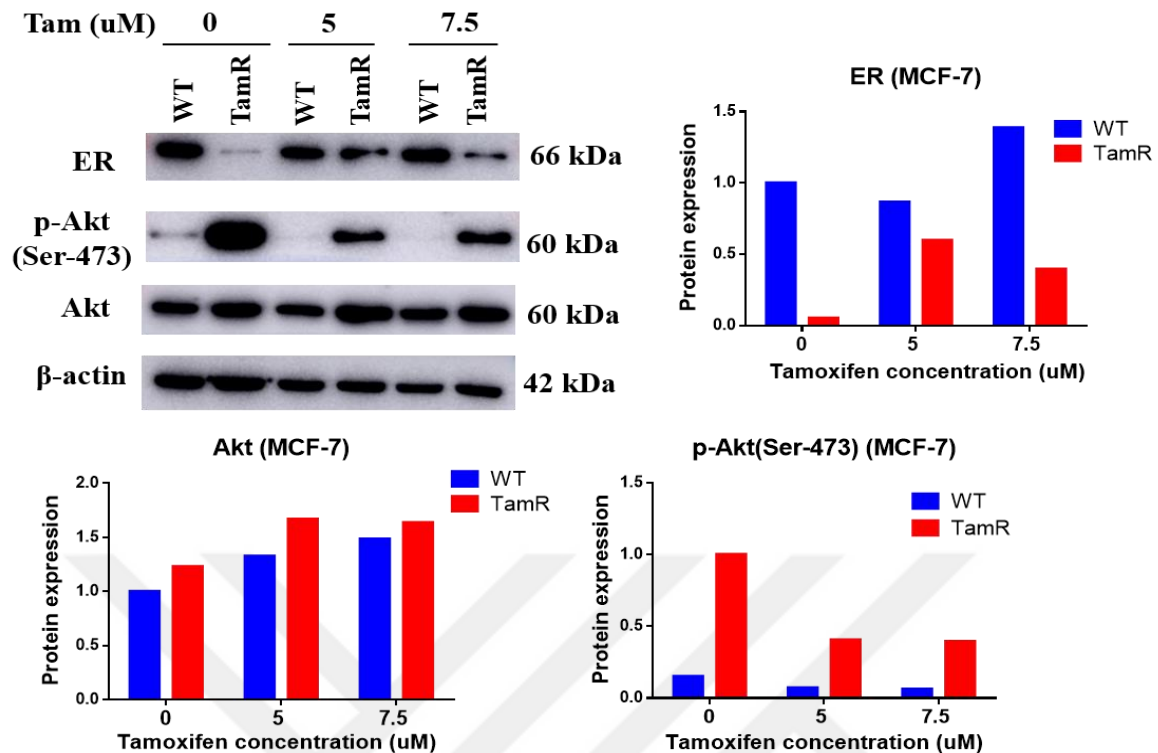 Tam (uM) 0 5 7.5
WT TamR WT TamR WT TamR
ER 66 kDa
p-Akt
(Ser-473) 60 kDa
Akt 60 kDa
β-actin 42 kDa
ER (MCF-7)
Protein expression
1.5
1.0
0.5
0.0
0 5 7.5
Tamoxifen concentration (uM)
WT
TamR
Akt (MCF-7)
Protein expression
2.0
1.5
1.0
0.5
0.0
0 5 7.5
Tamoxifen concentration (uM)
WT
TamR
p-Akt(Ser-473) (MCF-7)
Protein expression
1.5
1.0
0.5
0.0
0 5 7.5
Tamoxifen concentration (uM)
WT
TamR